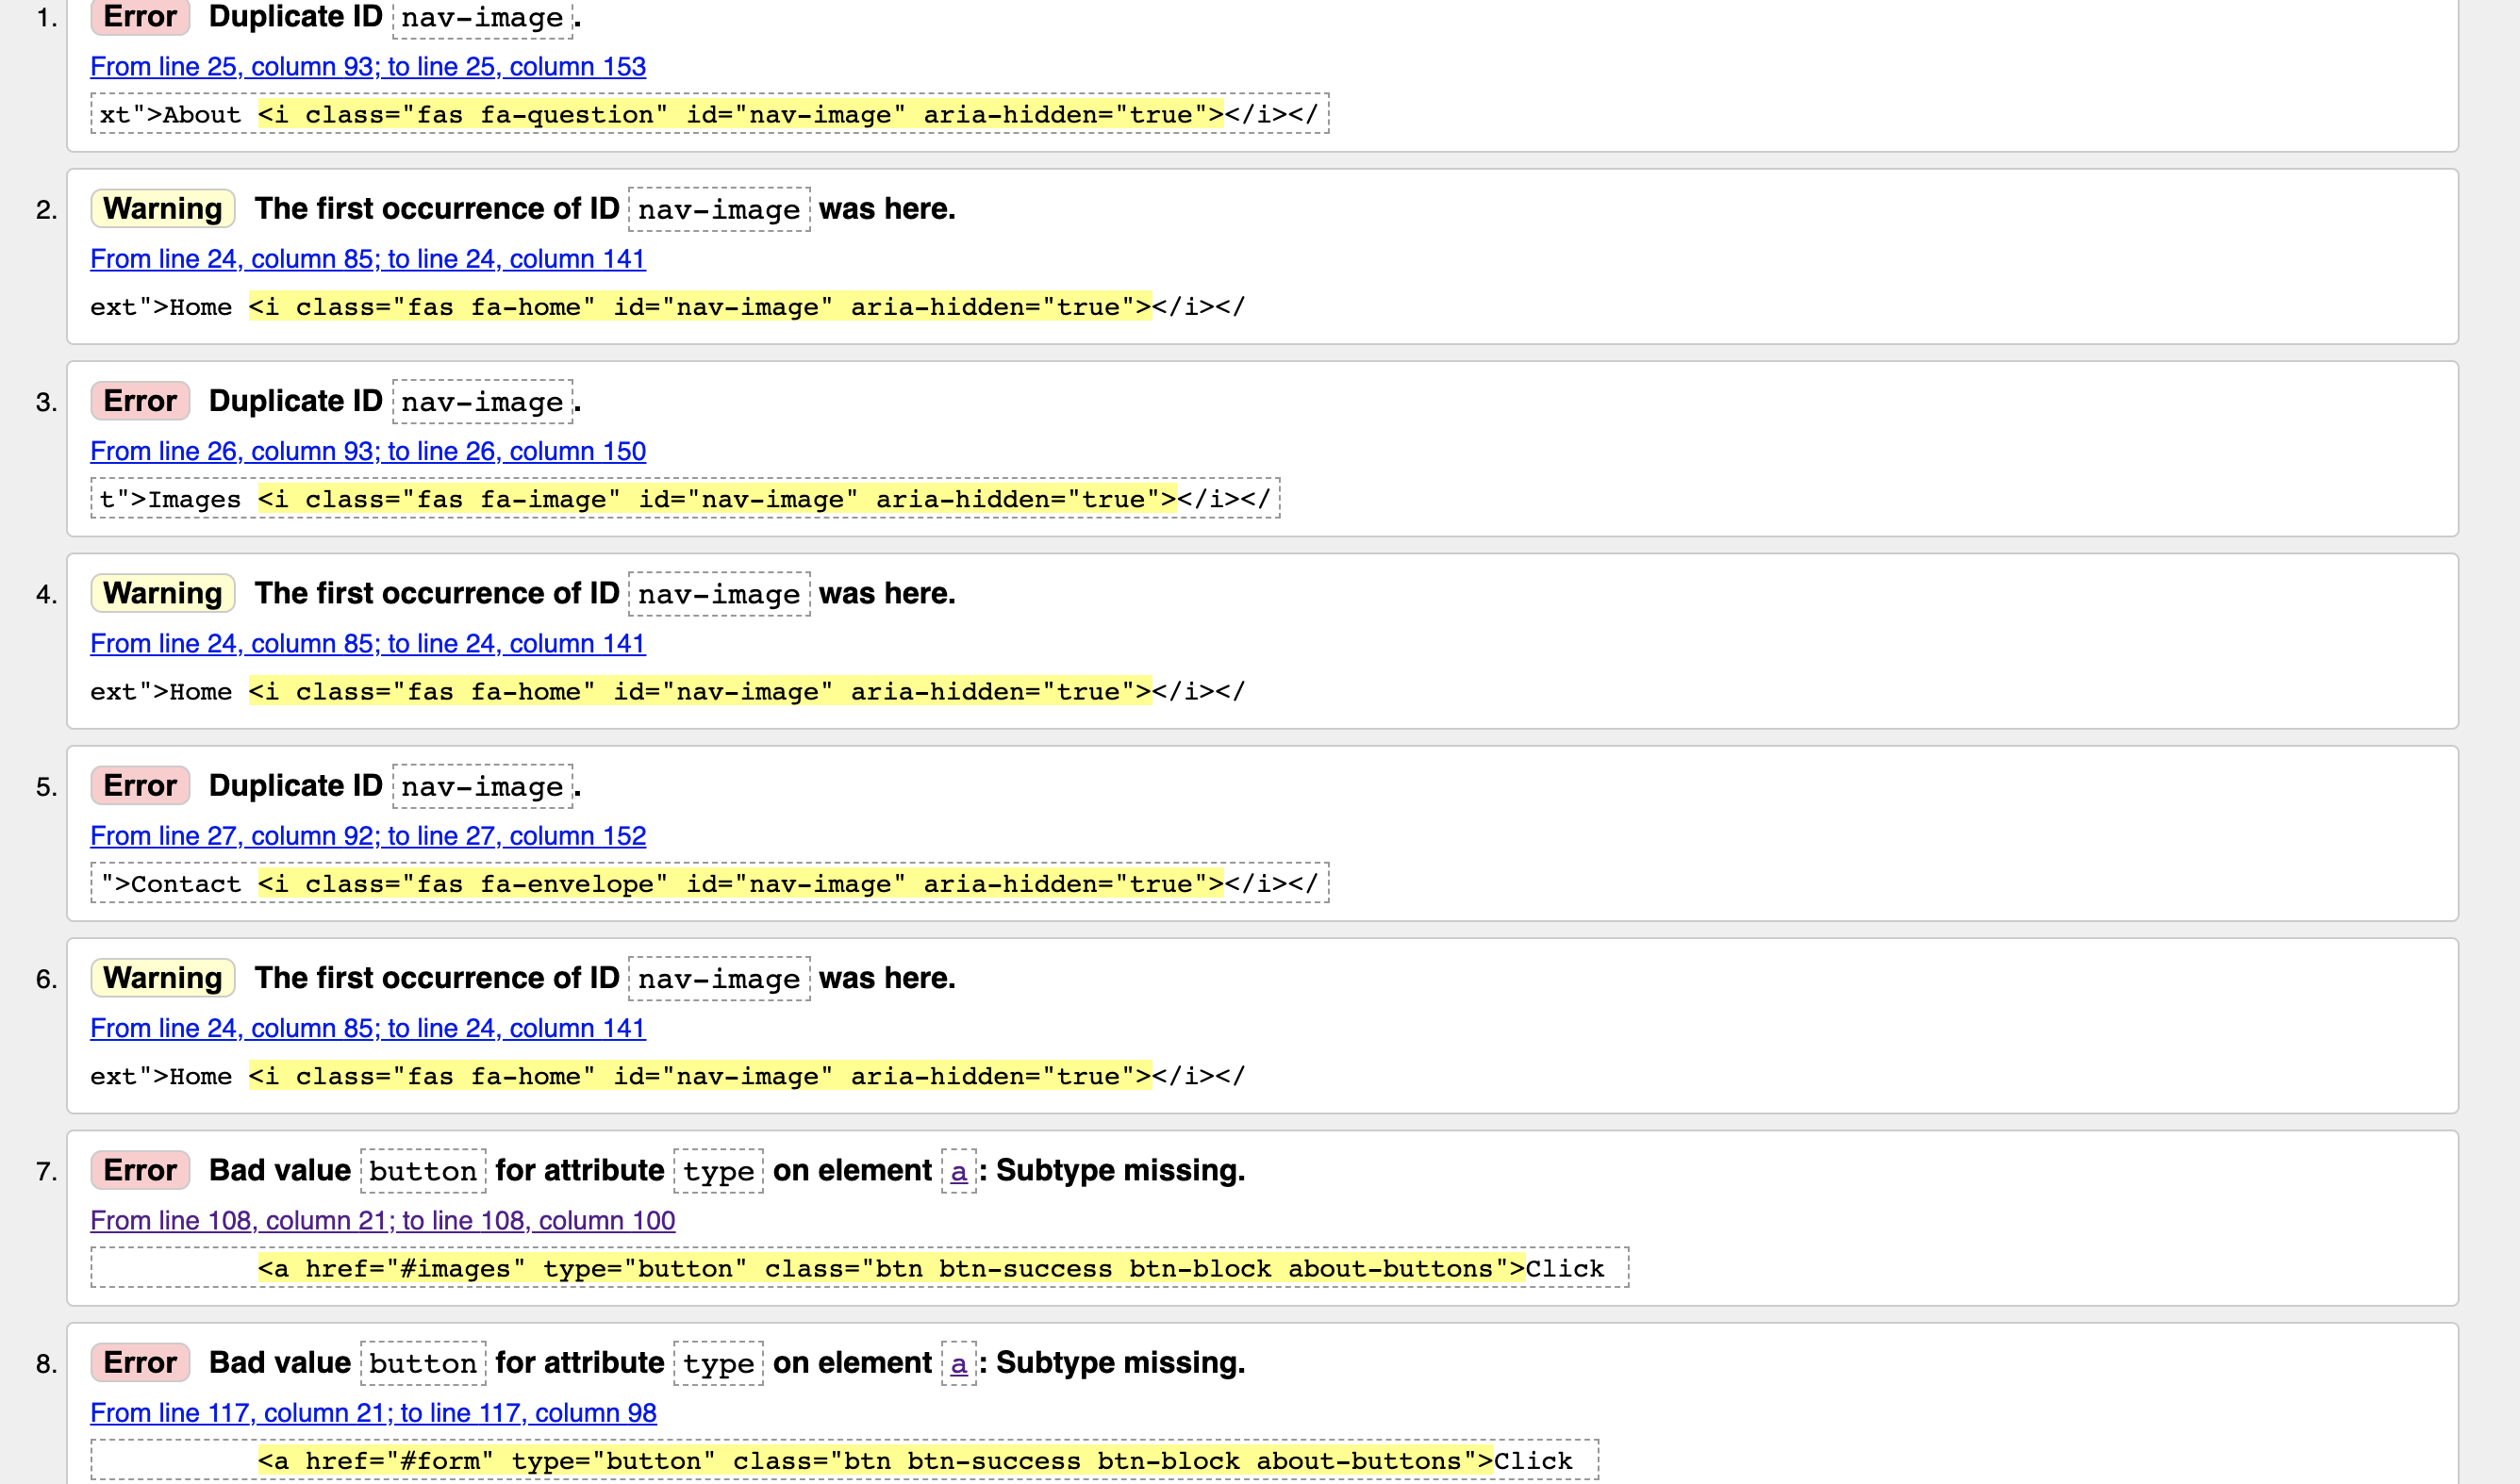 1. Error Duplicate ID nav-image.
From line 25, column 93; to line 25, column 153
xt">About <i class="fas fa-question" id="nav-image" aria-hidden="true"></i></
2. Warning The first occurrence of ID nav-image was here.
From line 24, column 85; to line 24, column 141
ext">Home <i class="fas fa-home" id="nav-image" aria-hidden="true"></i></
3. Error Duplicate ID nav-image.
From line 26, column 93; to line 26, column 150
t">Images <i class="fas fa-image" id="nav-image" aria-hidden="true"></i></
4. Warning The first occurrence of ID nav-image was here.
From line 24, column 85; to line 24, column 141
ext">Home <i class="fas fa-home" id="nav-image" aria-hidden="true"></i></
5. Error Duplicate ID nav-image.
From line 27, column 92; to line 27, column 152
">Contact <i class="fas fa-envelope" id="nav-image" aria-hidden="true"></i></
6. Warning The first occurrence of ID nav-image was here.
From line 24, column 85; to line 24, column 141
ext">Home <i class="fas fa-home" id="nav-image" aria-hidden="true"></i></
7. Error Bad value button for attribute type on element a: Subtype missing.
From line 108, column 21; to line 108, column 100
<a href="#images" type="button" class="btn btn-success btn-block about-buttons">Click
8. Error Bad value button for attribute type on element a: Subtype missing.
From line 117, column 21; to line 117, column 98
<a href="#form" type="button" class="btn btn-success btn-block about-buttons">Click